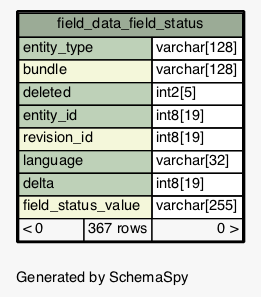 field_data_field_status
entity_type varchar[128]
bundle varchar[128]
deleted int2[5]
entity_id int8[19]
revision_id int8[19]
language varchar[32]
delta int8[19]
field_status_value varchar[255]
< 0 367 rows 0 >
Generated by SchemaSpy